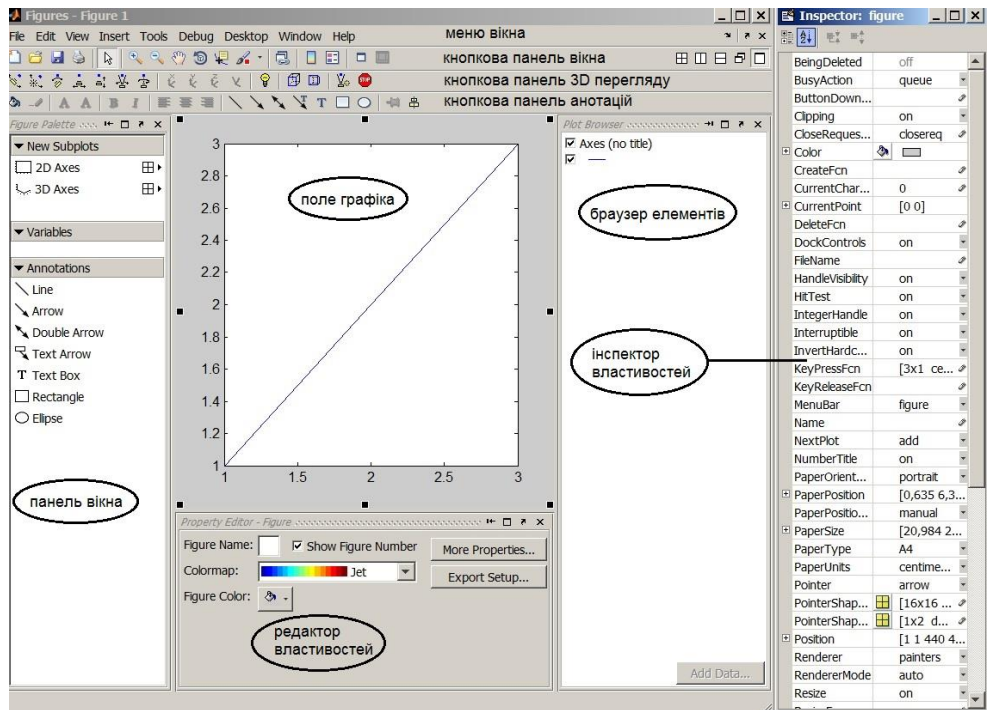 Figures - Figure 1
File Edit View Insert Tools Debug Desktop Window Help
меню вікна
кнопкова панель вікна
кнопкова панель 3D перегляду
кнопкова панель анотацій
Figure Palette
New Subplots
2D Axes
3D Axes
Variables
Annotations
Line
Arrow
Double Arrow
Text Arrow
T Text Box
Rectangle
Ellipse
панель вікна
3
2.8
2.6
2.4
2.2
2
1.8
1.6
1.4
1.2
1
1 1.5 2 2.5 3
поле графіка
Plot Browser
Axes (no title)
браузер елементів
інспектор
властивостей
Add Data...
Property Editor - Figure
Figure Name: Show Figure Number More Properties...
Colormap: Jet Export Setup...
Figure Color:
редактор
властивостей
Inspector: figure
BeingDeleted off
BusyAction queue
ButtonDown...
Clipping on
CloseReques... closereq
Color
CreateFcn
CurrentChar... 0
CurrentPoint [0 0]
DeleteFcn
DockControls on
FileName
HandleVisibility on
HitTest on
IntegerHandle on
Interruptible on
InvertHardc... on
KeyPressFcn [3x1 ce...
KeyReleaseFcn
MenuBar figure
Name
NextPlot add
NumberTitle on
PaperOrient... portrait
PaperPosition [0,635 6,3...
PaperPositio... manual
PaperSize [20,984 2...
PaperType A4
PaperUnits centime...
Pointer arrow
PointerShap... [16x16 ...
PointerShap... [1x2 d...
Position [1 1 440 4...
Renderer painters
RendererMode auto
Resize on